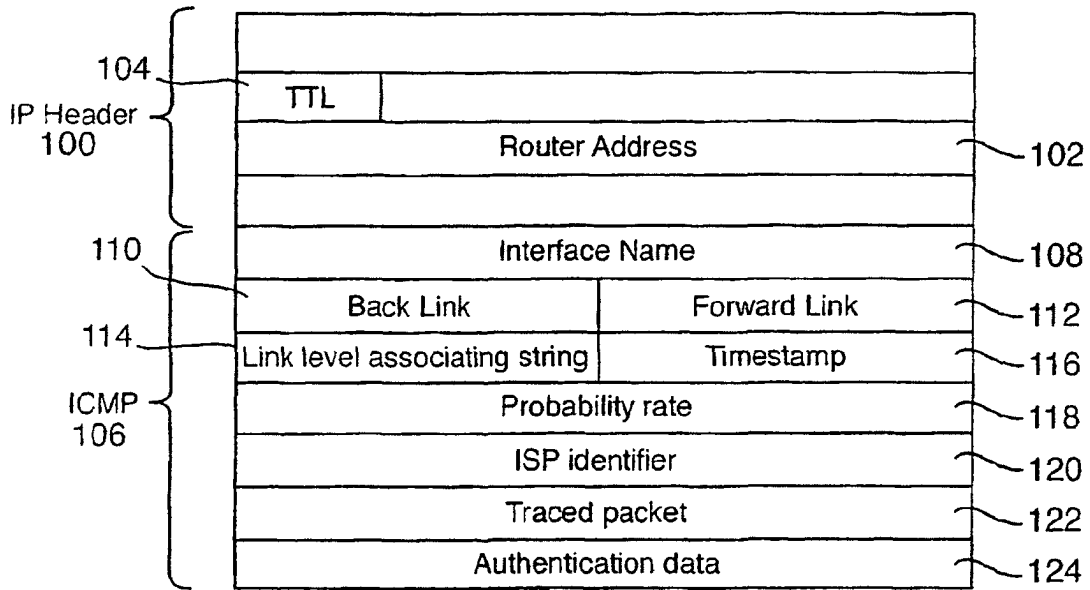 104
TTL
IP Header
100
Router Address
102
Interface Name
108
110
Back Link
Forward Link
112
114
Link level associating string
Timestamp
116
ICMP
106
Probability rate
118
ISP identifier
120
Traced packet
122
Authentication data
124